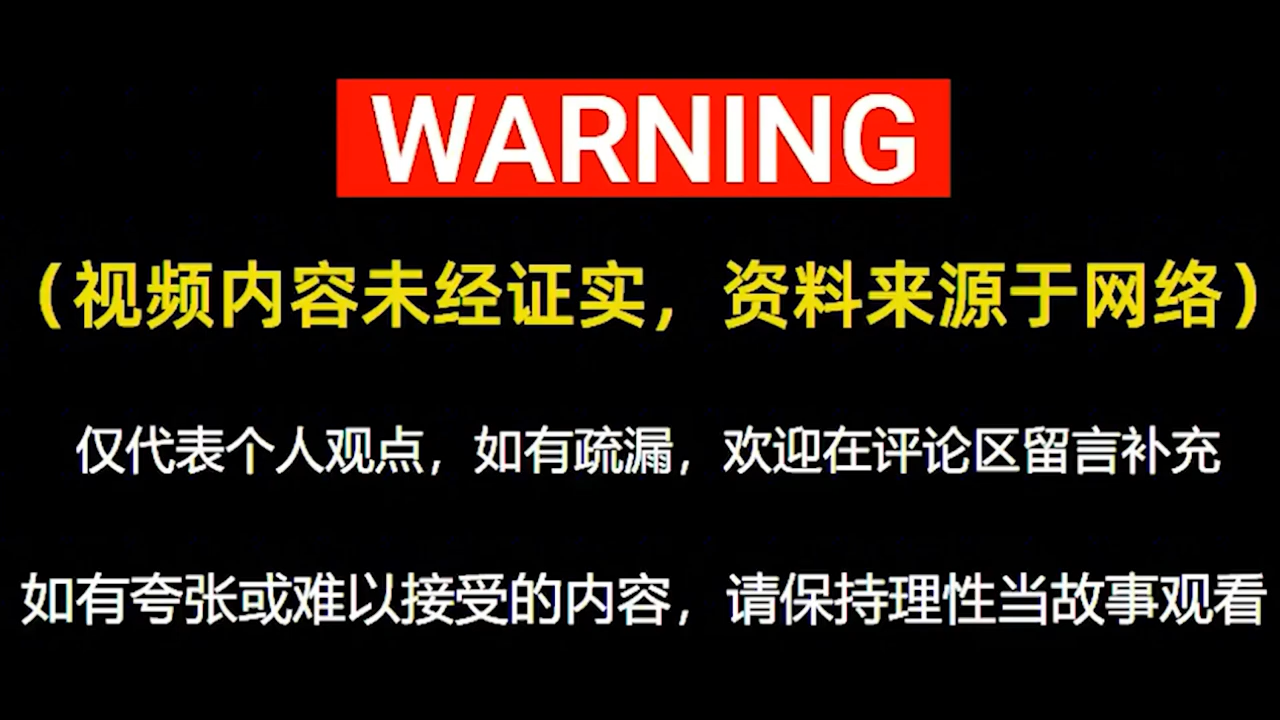 WARNING
（视频内容未经证实，资料来源于网络）
仅代表个人观点，如有疏漏，欢迎在评论区留言补充
如有夸张或难以接受的内容，请保持理性当故事观看